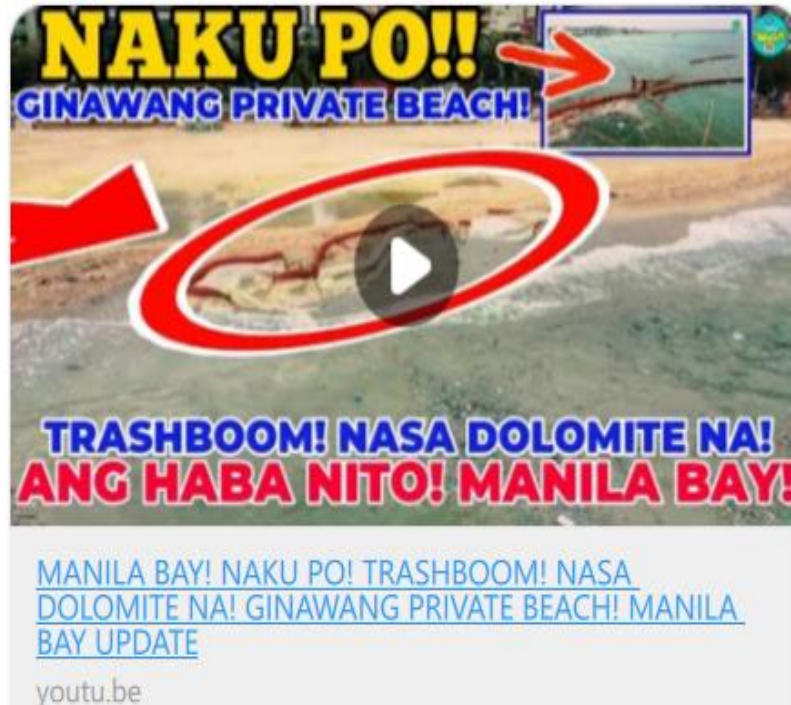 NAKU PO!!
GINAWANG PRIVATE BEACH!
TRASHBOOM! NASA DOLOMITE NA!
ANG HABA NITO! MANILA BAY!
MANILA BAY! NAKU PO! TRASHBOOM! NASA
DOLOMITE NA! GINAWANG PRIVATE BEACH! MANILA
BAY UPDATE
youtu.be